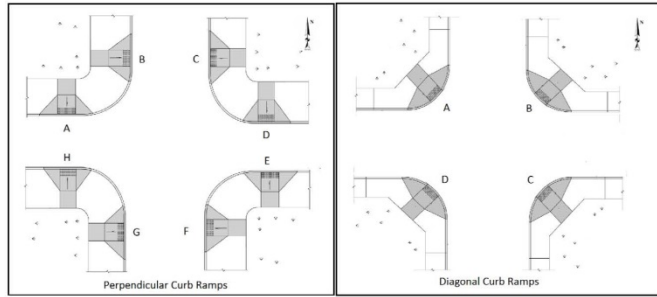 N
N
B
C
A
D
A
B
H
E
D
C
G
F
Perpendicular Curb Ramps
Diagonal Curb Ramps